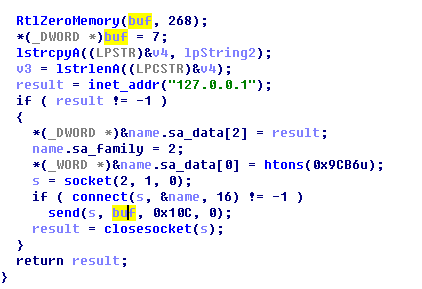 RtlZeroMemory(buf, 268);
*(_DWORD *)buf = 7;
lstrcpyA((LPSTR)&v4, lpString2);
v3 = lstrlenA((LPCSTR)&v4);
result = inet_addr("127.0.0.1");
if ( result != -1 )
{
*(_DWORD *)&name.sa_data[2] = result;
name.sa_family = 2;
*(_WORD *)&name.sa_data[0] = htons(0x9CB6u);
s = socket(2, 1, 0);
if ( connect(s, &name, 16) != -1 )
send(s, buf, 0x10C, 0);
result = closesocket(s);
}
return result;
}